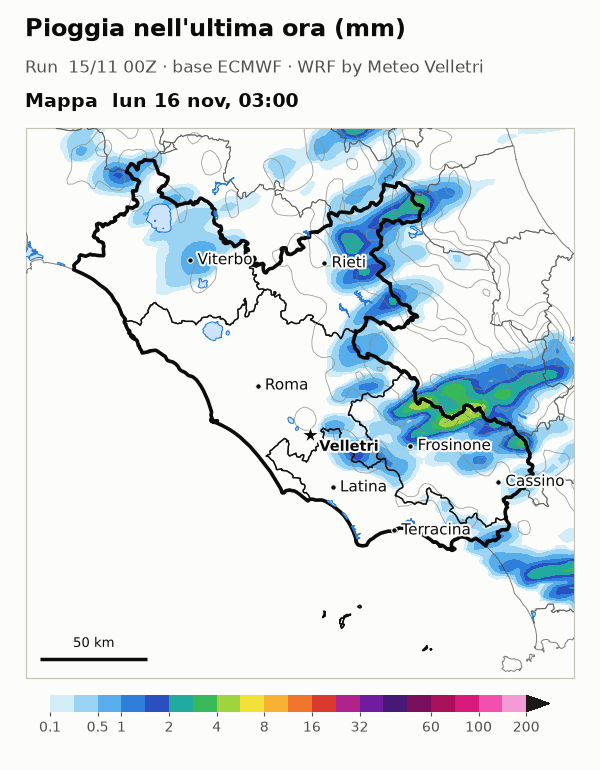 Pioggia nell'ultima ora (mm)
Run  15/11 00Z · base ECMWF · WRF by Meteo Velletri
Mappa  lun 16 nov, 03:00
Viterbo
Rieti
Roma
Velletri
Frosinone
Cassino
Latina
Terracina
50 km
0.1 0.5 1 2 4 8 16 32 60 100 200